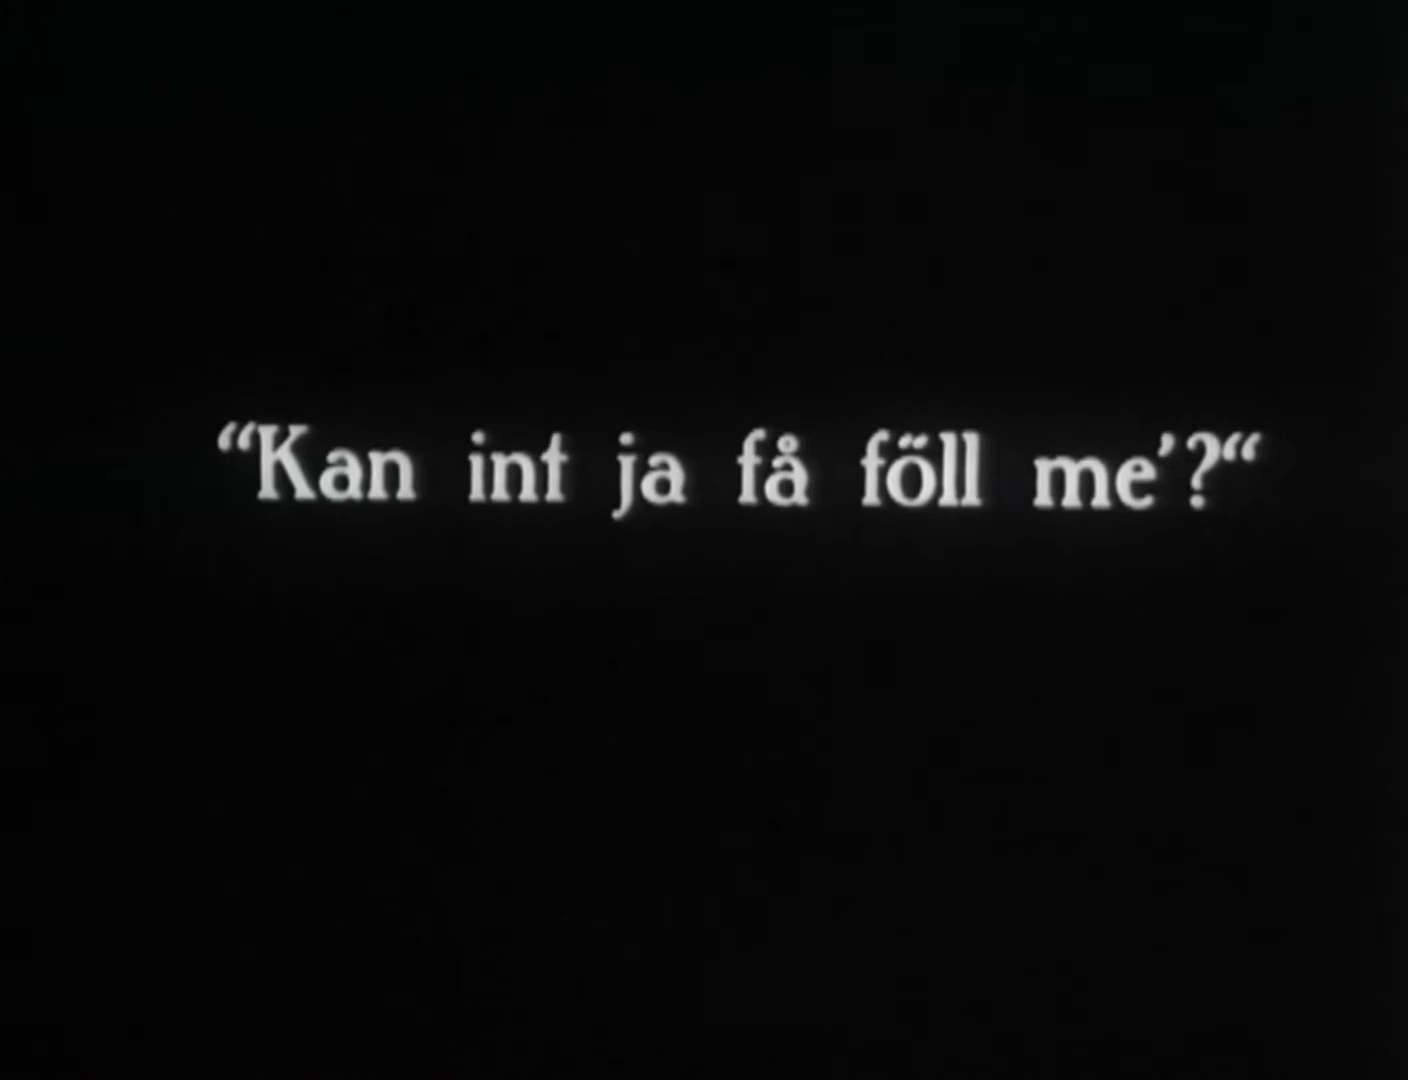 “Kan int ja få föll me’?“